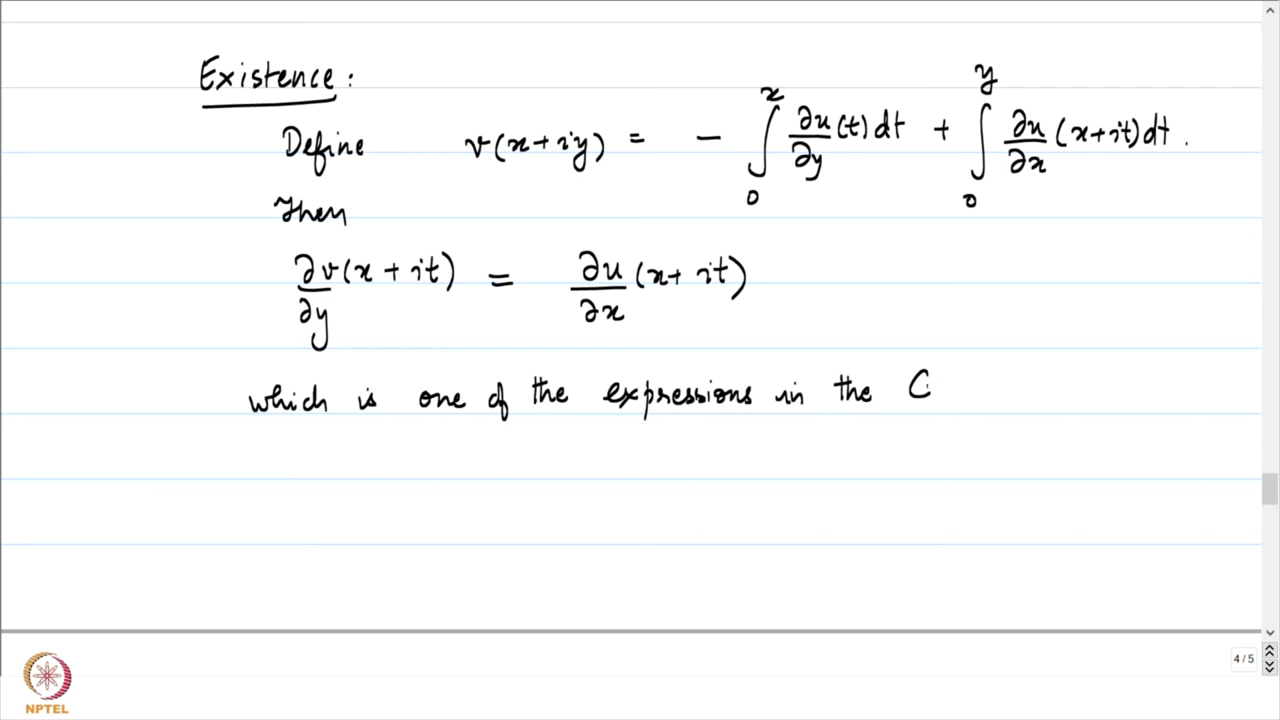 Existence :
Define v(x+iy) = - ∫₀ˣ ∂u/∂y (t) dt + ∫₀ʸ ∂u/∂x (x+it) dt .
Then
∂v/∂y (x + it) = ∂u/∂x (x + it)
which is one of the expressions in the C
4 / 5
NPTEL